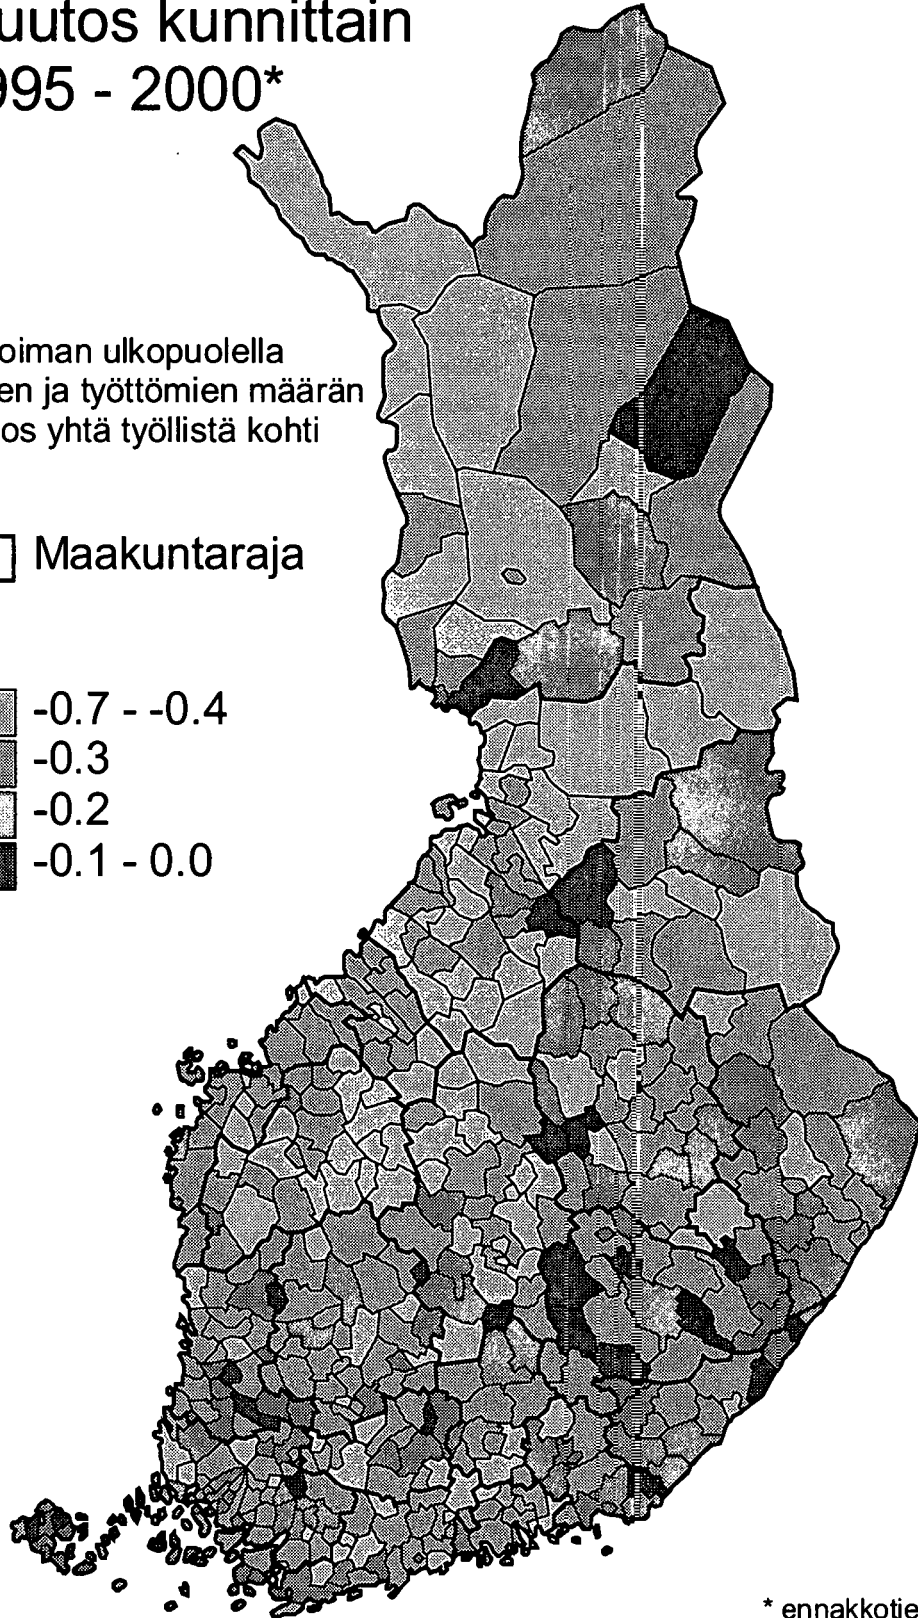 uutos kunnittain
995 - 2000*
oiman ulkopuolella
en ja työttömien määrän
os yhtä työllistä kohti
Maakuntaraja
-0.7 - -0.4
-0.3
-0.2
-0.1 - 0.0
* ennakkotie